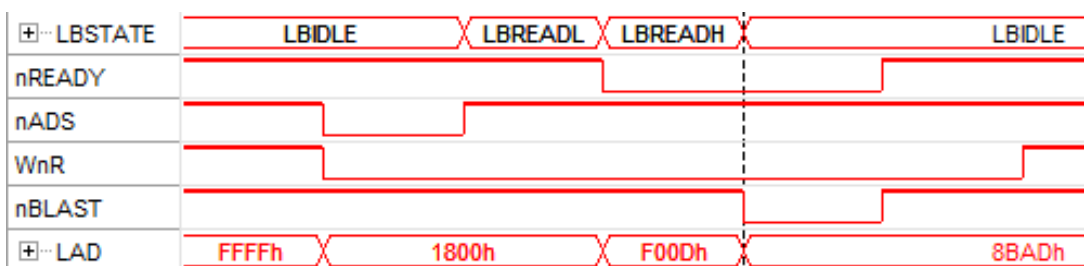 LBSTATE LBIDLE LBREADL LBREADH LBIDLE
nREADY
nADS
WnR
nBLAST
LAD FFFFh 1800h F00Dh 8BADh